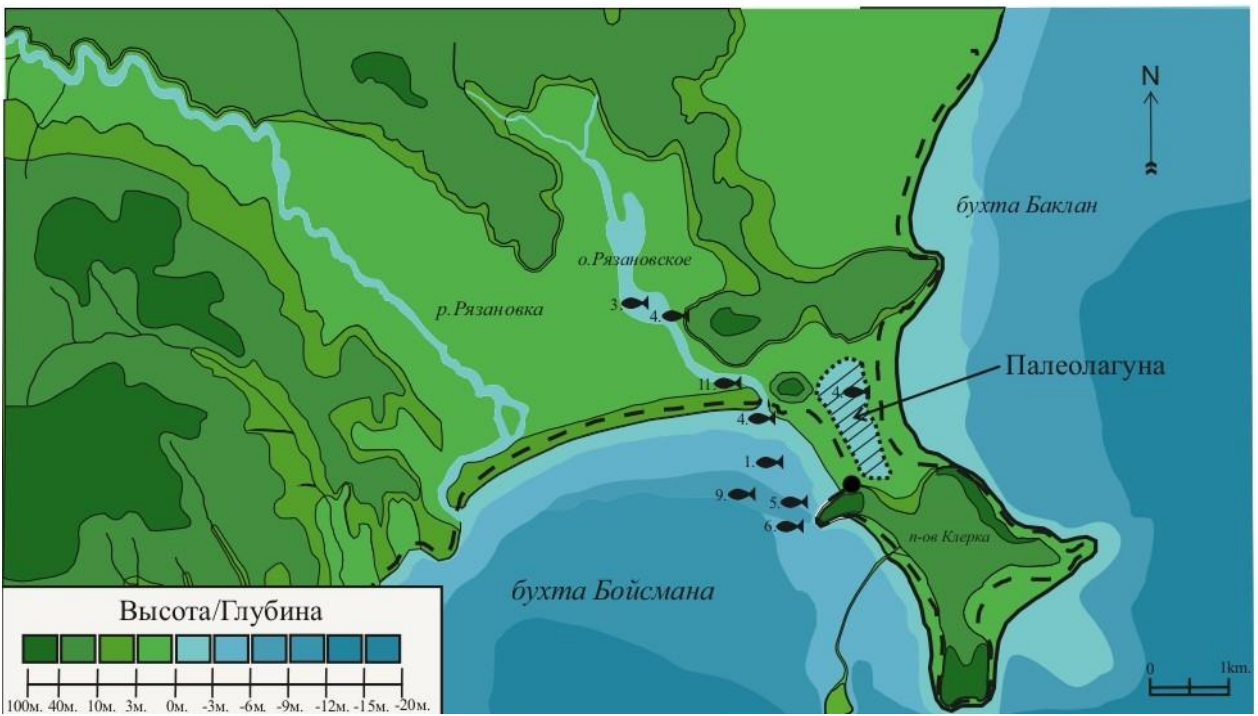 N
бухта Баклан
о.Рязановское
р.Рязановка
3.
4.
Палеолагуна
11.
4.
4.
1.
9.
5.
6.
п-ов Клерка
бухта Бойсмана
Высота/Глубина
100м. 40м. 10м. 3м. 0м. -3м. -6м. -9м. -12м. -15м. -20м.
0 1km.